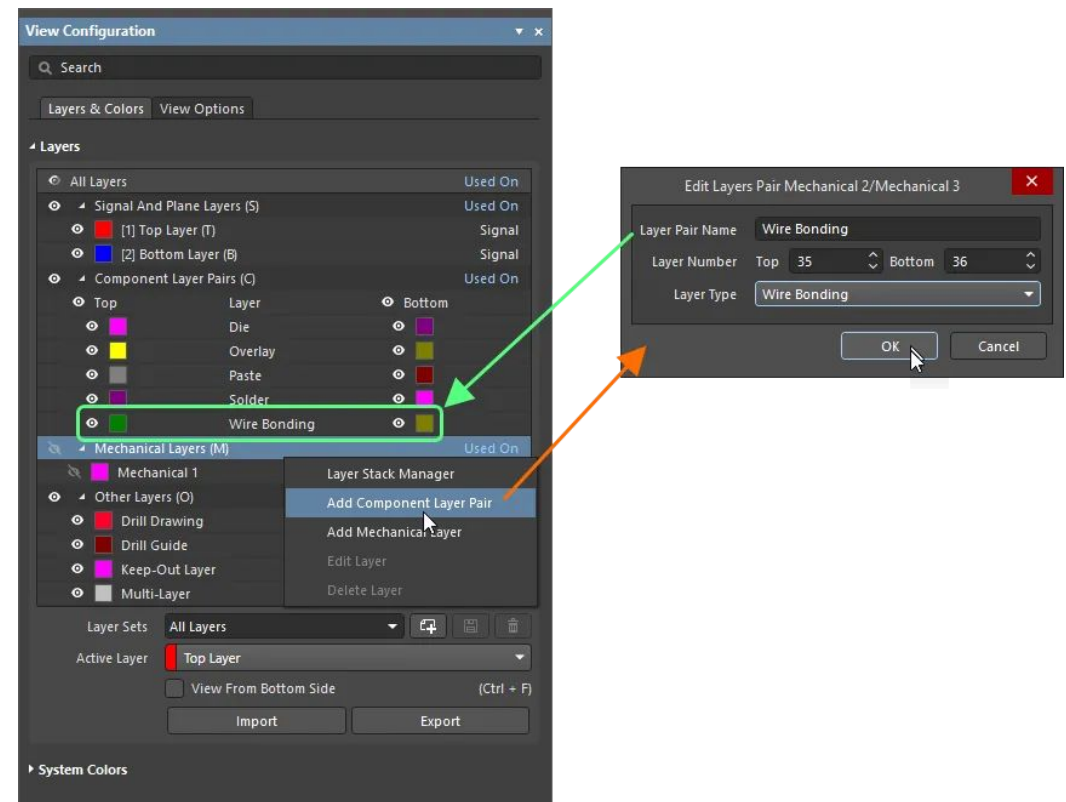 View Configuration
Search
Layers & Colors View Options
Layers
All Layers Used On
Signal And Plane Layers (S) Used On
[1] Top Layer (T) Signal
[2] Bottom Layer (B) Signal
Component Layer Pairs (C) Used On
Top Layer Bottom
Die
Overlay
Paste
Solder
Wire Bonding
Mechanical Layers (M) Used On
Mechanical 1
Other Layers (O)
Drill Drawing
Drill Guide
Keep-Out Layer
Multi-Layer
Layer Stack Manager
Add Component Layer Pair
Add Mechanical Layer
Edit Layer
Delete Layer
Layer Sets All Layers
Active Layer Top Layer
View From Bottom Side (Ctrl + F)
Import Export
System Colors
Edit Layers Pair Mechanical 2/Mechanical 3
Layer Pair Name Wire Bonding
Layer Number Top 35 Bottom 36
Layer Type Wire Bonding
OK Cancel